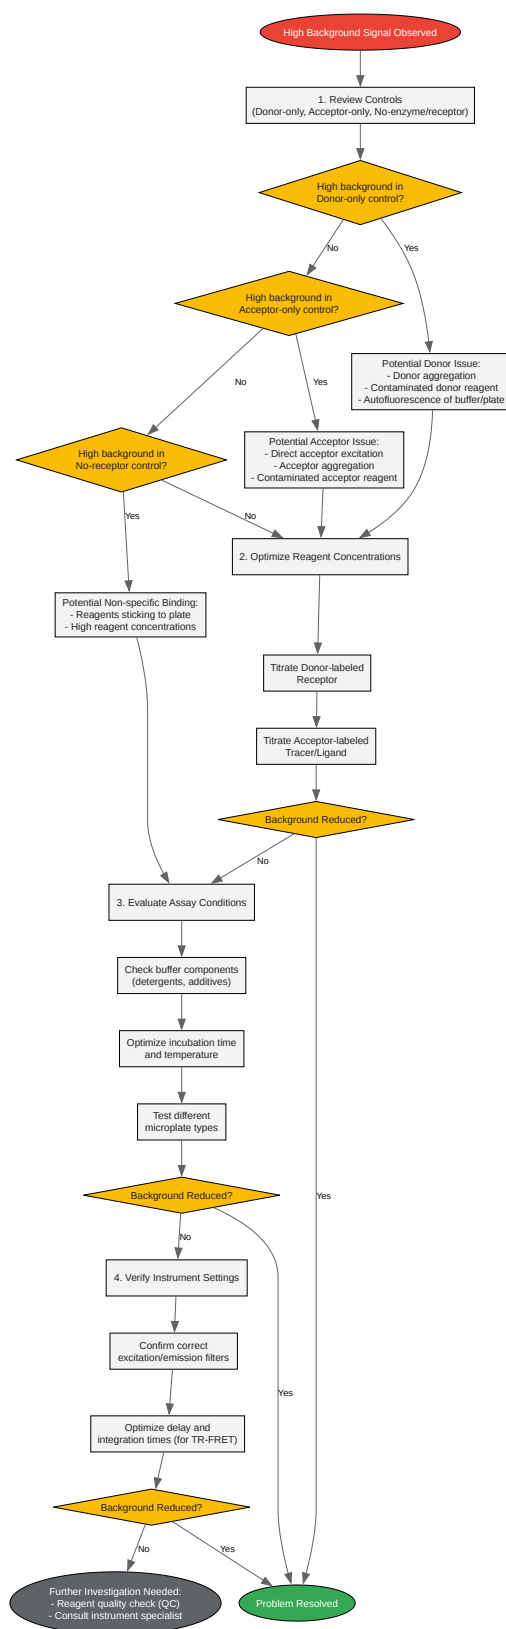 High Background Signal Observed
1. Review Controls
(Donor-only, Acceptor-only, No-enzyme/receptor)
High background in
Donor-only control?
No
Yes
High background in
Acceptor-only control?
Potential Donor Issue:
- Donor aggregation
- Contaminated donor reagent
- Autofluorescence of buffer/plate
No
Yes
High background in
No-receptor control?
Potential Acceptor Issue:
- Direct acceptor excitation
- Acceptor aggregation
- Contaminated acceptor reagent
Yes
No
2. Optimize Reagent Concentrations
Potential Non-specific Binding:
- Reagents sticking to plate
- High reagent concentrations
Titrate Donor-labeled
Receptor
Titrate Acceptor-labeled
Tracer/Ligand
Background Reduced?
No
3. Evaluate Assay Conditions
Check buffer components
(detergents, additives)
Optimize incubation time
and temperature
Test different
microplate types
Background Reduced?
Yes
No
4. Verify Instrument Settings
Confirm correct
excitation/emission filters
Yes
Optimize delay and
integration times (for TR-FRET)
Background Reduced?
No
Yes
Further Investigation Needed:
- Reagent quality check (QC)
- Consult instrument specialist
Problem Resolved